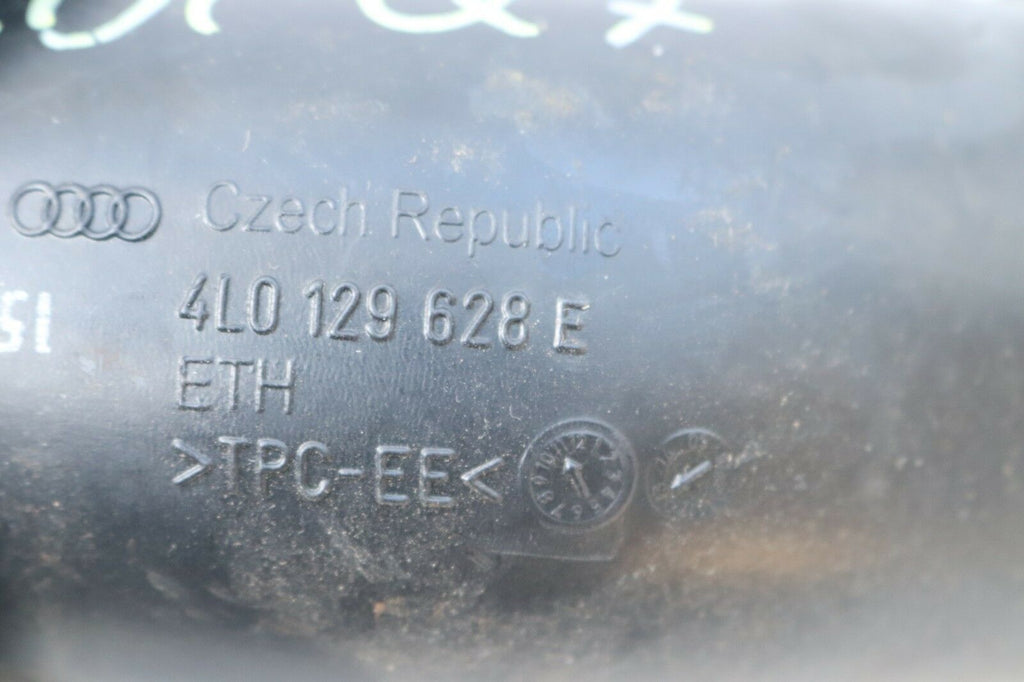 Czech Republic
4L0 129 628 E
ETH
>TPC-EE<